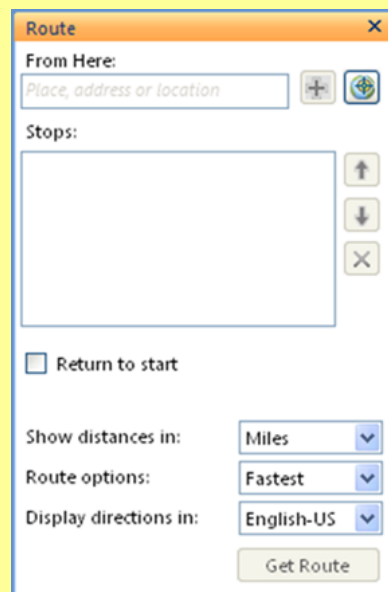 Route
From Here:
Place, address or location
Stops:
Return to start
Show distances in: Miles
Route options: Fastest
Display directions in: English-US
Get Route